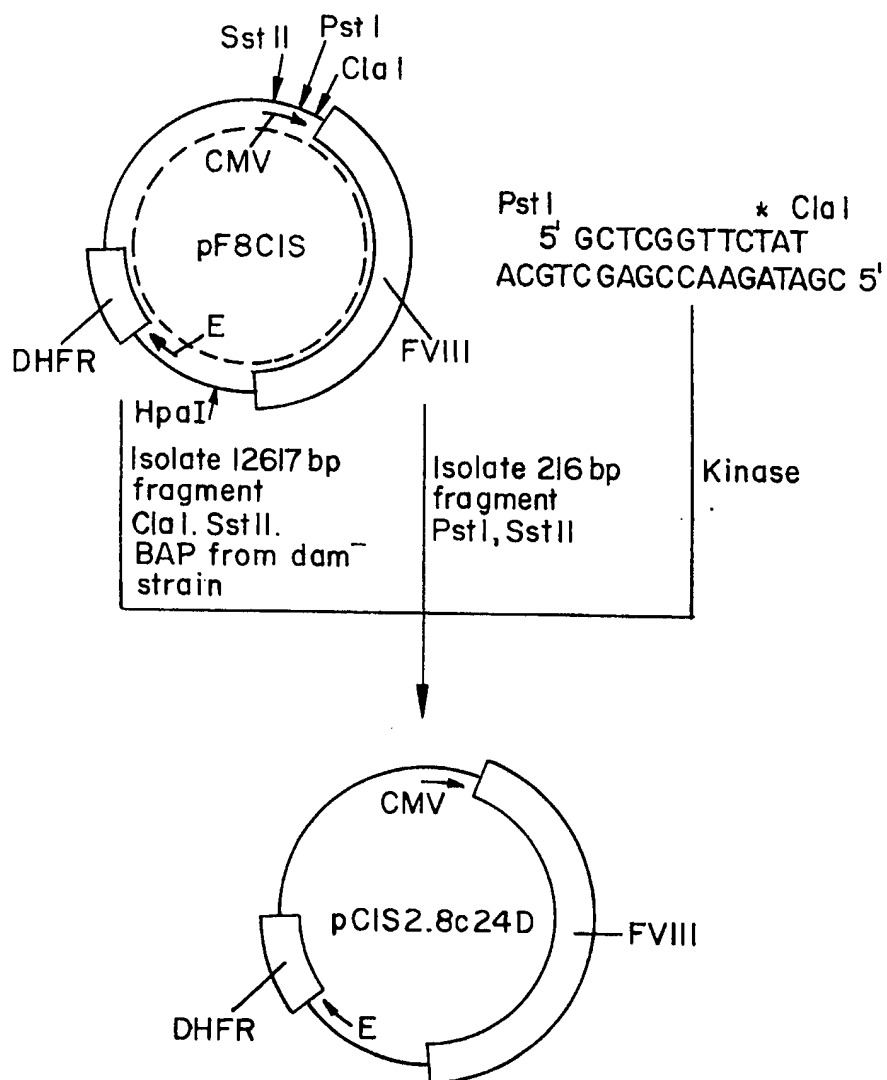 Sst II
Pst I
Cla I
CMV
pF8CIS
E
DHFR
FVIII
HpaI
Pst I * Cla I
5' GCTCGGTTCTAT
ACGTCGAGCCAAGATAGC 5'
Isolate 12617 bp
fragment
Cla I. Sst II.
BAP from dam⁻
strain
Isolate 216 bp
fragment
Pst I, Sst II
Kinase
CMV
pCIS2.8c24D
FVIII
DHFR
E